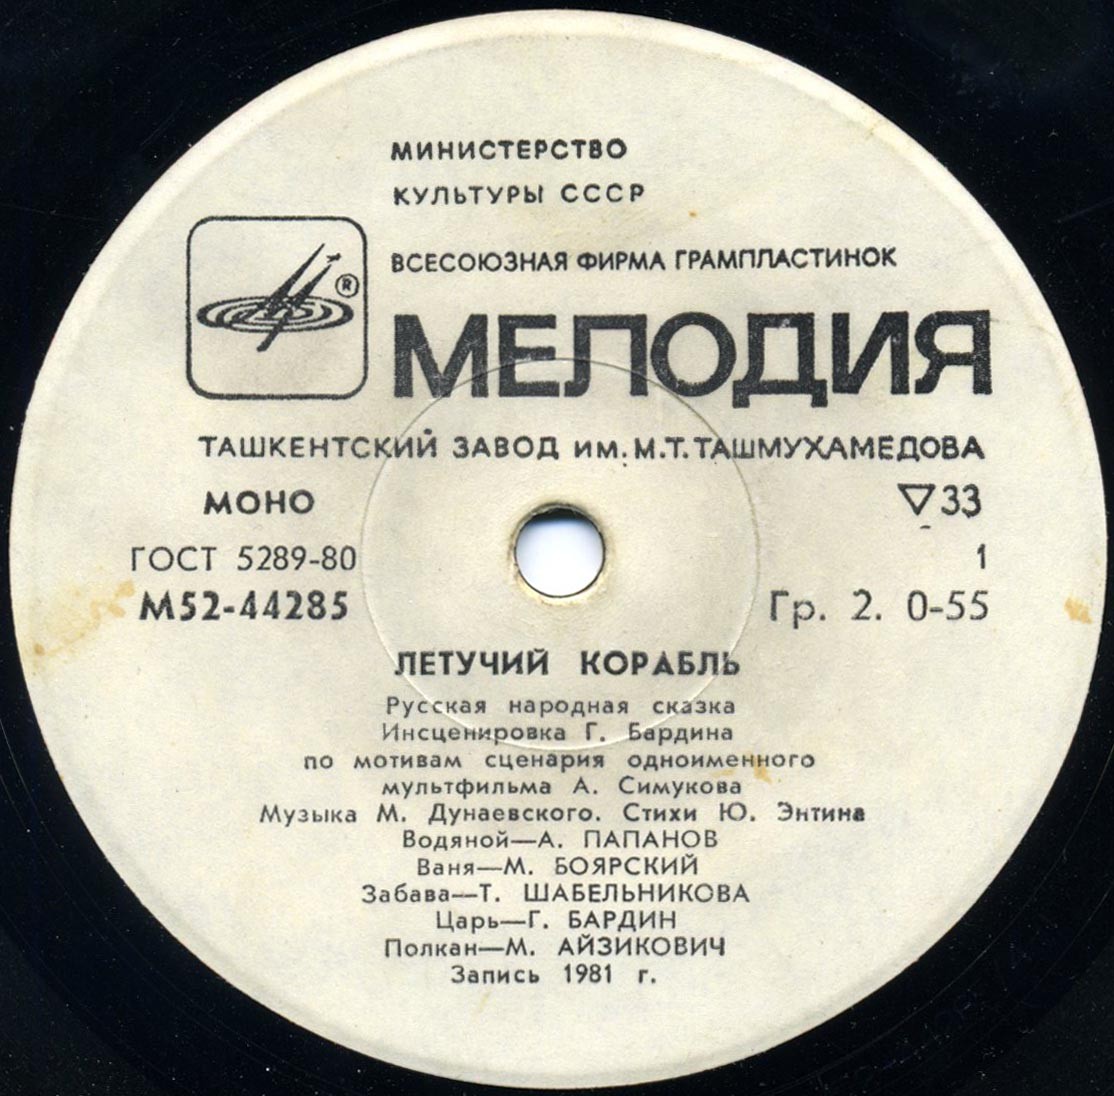 МИНИСТЕРСТВО
КУЛЬТУРЫ СССР
ВСЕСОЮЗНАЯ ФИРМА ГРАМПЛАСТИНОК
®
МЕЛОДИЯ
ТАШКЕНТСКИЙ ЗАВОД им. М.Т.ТАШМУХАМЕДОВА
МОНО
▽33
ГОСТ 5289-80
1
М52-44285
Гр. 2. 0-55
ЛЕТУЧИЙ КОРАБЛЬ
Русская народная сказка
Инсценировка Г. Бардина
по мотивам сценария одноименного
мультфильма А. Симукова
Музыка М. Дунаевского. Стихи Ю. Энтина
Водяной—А. ПАПАНОВ
Ваня—М. БОЯРСКИЙ
Забава—Т. ШАБЕЛЬНИКОВА
Царь—Г. БАРДИН
Полкан—М. АЙЗИКОВИЧ
Запись 1981 г.